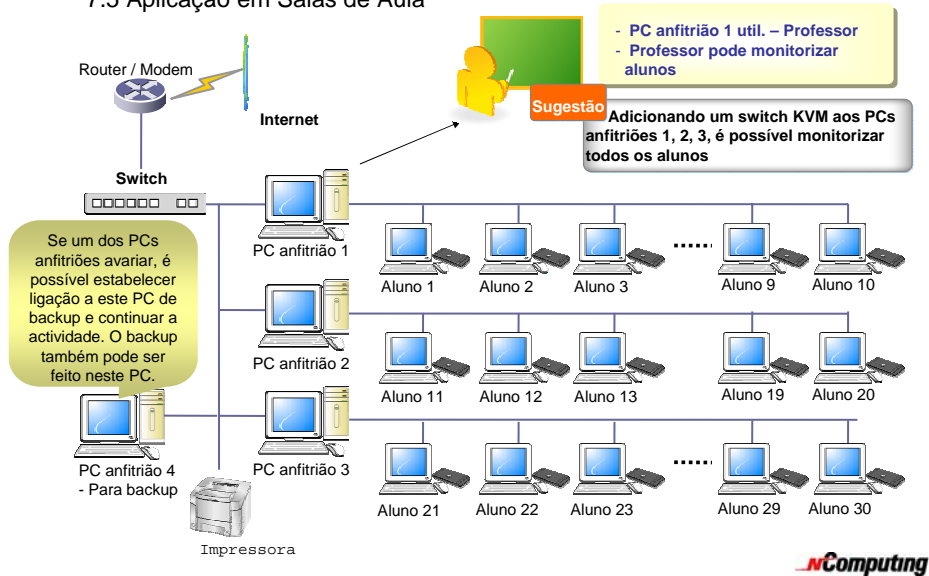 7.5 Aplicação em Salas de Aula
- PC anfitrião 1 util. – Professor
- Professor pode monitorizar
alunos
Router / Modem
Internet
Sugestão
Adicionando um switch KVM aos PCs
anfitriões 1, 2, 3, é possível monitorizar
todos os alunos
Switch
PC anfitrião 1
Aluno 1
Aluno 2
Aluno 3
Aluno 9
Aluno 10
Se um dos PCs
anfitriões avariar, é
possível estabelecer
ligação a este PC de
backup e continuar a
actividade. O backup
também pode ser
feito neste PC.
PC anfitrião 2
Aluno 11
Aluno 12
Aluno 13
Aluno 19
Aluno 20
PC anfitrião 4
- Para backup
PC anfitrião 3
Aluno 21
Aluno 22
Aluno 23
Aluno 29
Aluno 30
Impressora
NComputing